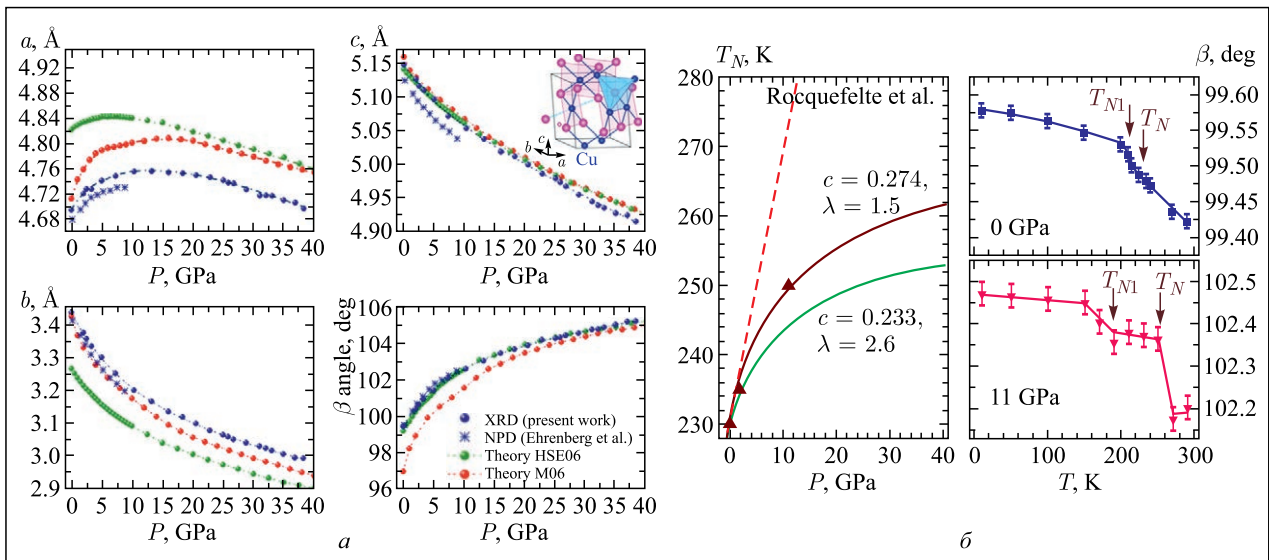 a, Å
4.92
4.88
4.84
4.80
4.76
4.72
4.68
0 5 10 15 20 25 30 35 40
P, GPa
c, Å
5.15
5.10
5.05
5.00
4.95
4.90
c
b
a
Cu
0 5 10 15 20 25 30 35 40
P, GPa
b, Å
3.4
3.3
3.2
3.1
3.0
2.9
0 5 10 15 20 25 30 35 40
P, GPa
β angle, deg
106
104
102
100
98
96
XRD (present work)
NPD (Ehrenberg et al.)
Theory HSE06
Theory M06
0 5 10 15 20 25 30 35 40
P, GPa
а
T_N, K
280
270
260
250
240
230
Rocquefelte et al.
c = 0.274,
λ = 1.5
c = 0.233,
λ = 2.6
0 10 20 30 40
P, GPa
β, deg
99.60
99.55
99.50
99.45
99.40
T_N1
T_N
0 GPa
102.5
102.4
102.3
102.2
T_N1
T_N
11 GPa
0 100 200 300
T, K
б